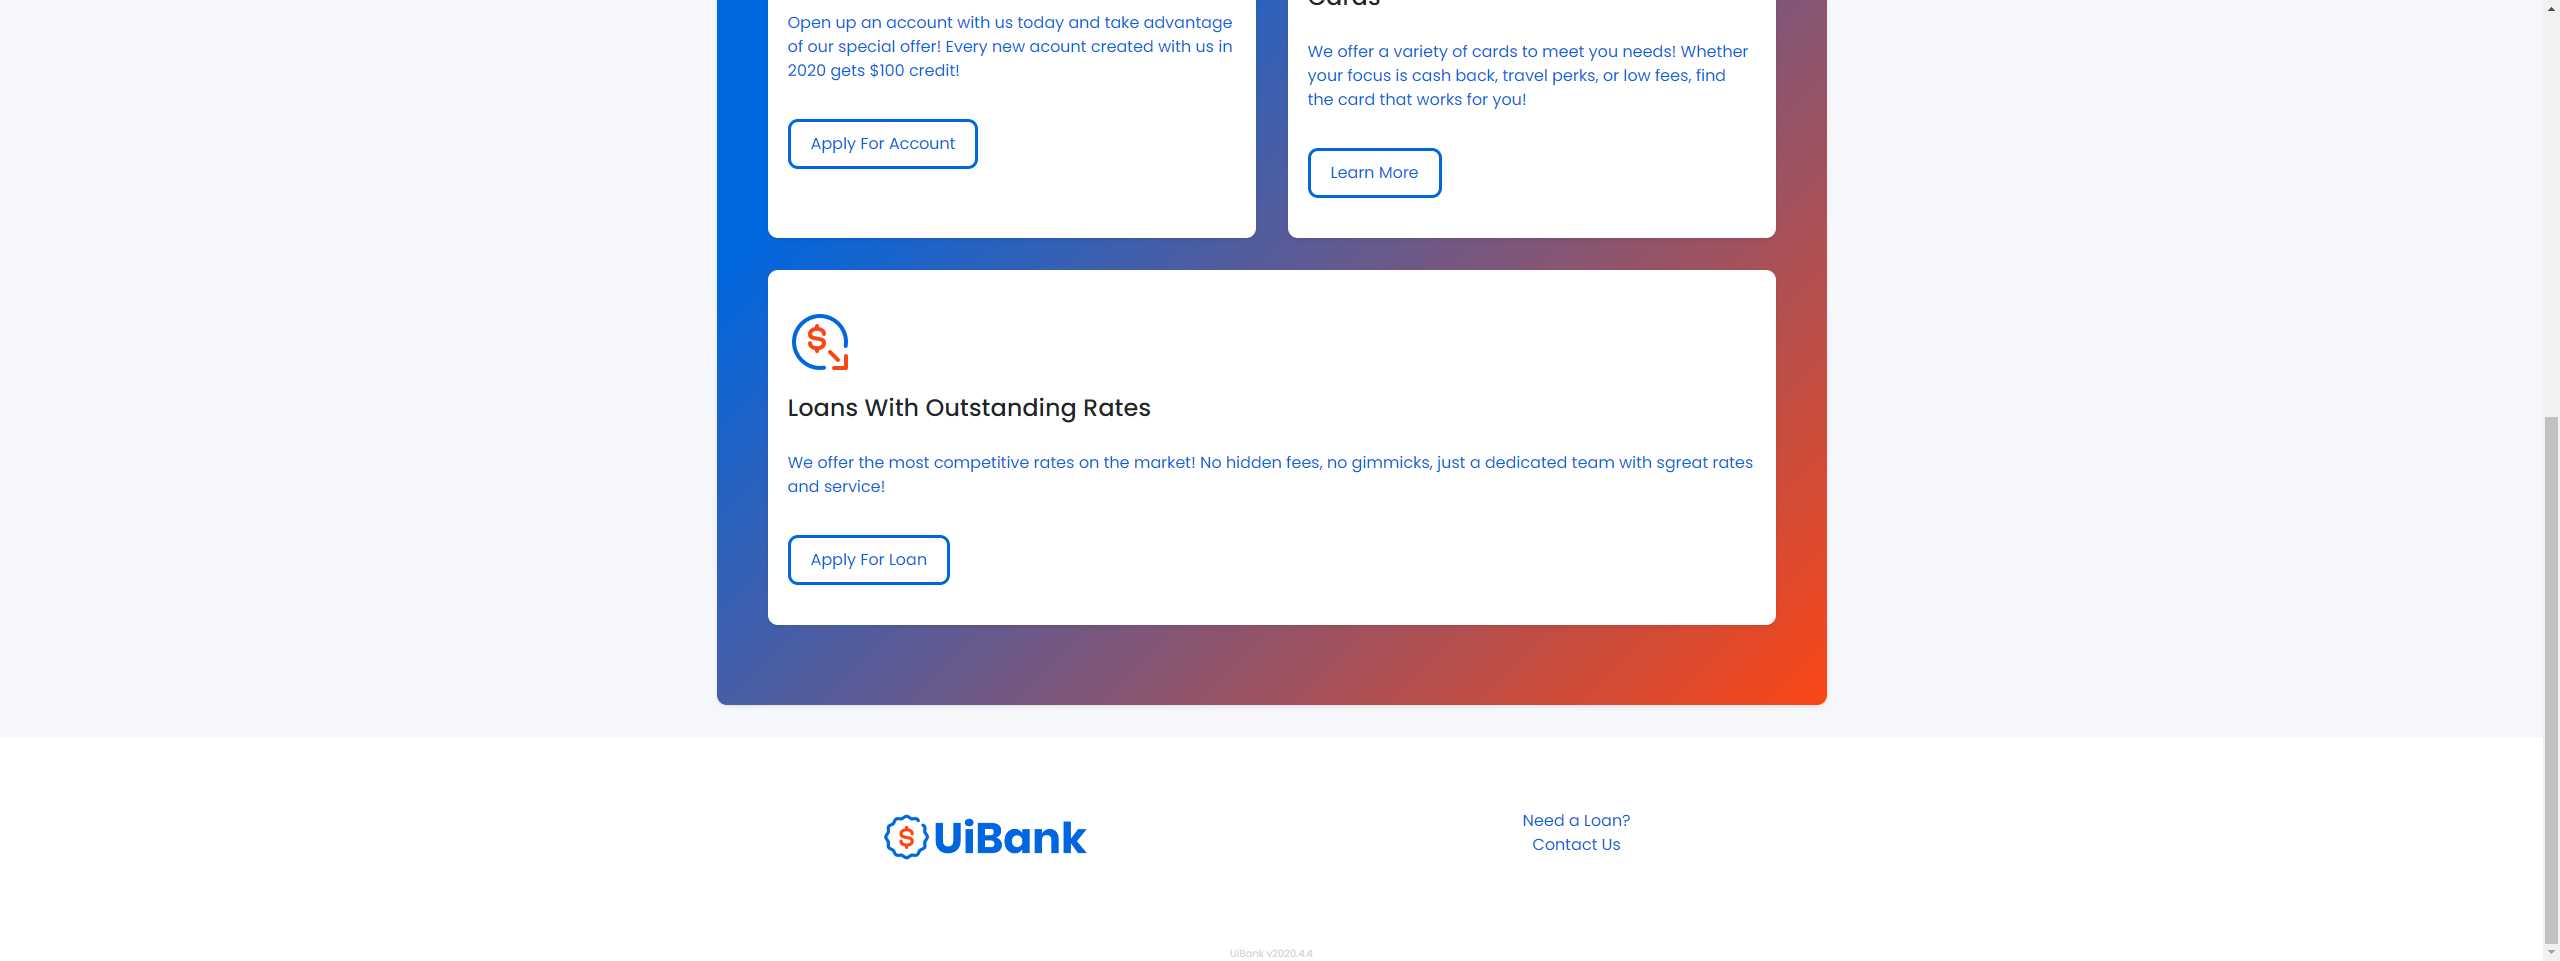 Open up an account with us today and take advantage
of our special offer! Every new acount created with us in
2020 gets $100 credit!
Apply For Account
Cards
We offer a variety of cards to meet you needs! Whether
your focus is cash back, travel perks, or low fees, find
the card that works for you!
Learn More
Loans With Outstanding Rates
We offer the most competitive rates on the market! No hidden fees, no gimmicks, just a dedicated team with sgreat rates
and service!
Apply For Loan
UiBank
Need a Loan?
Contact Us
UiBank v2020.4.4